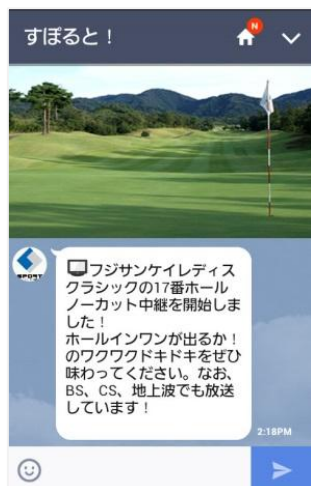 すぽると！
N
フジサンケイレディス
クラシックの17番ホール
ノーカット中継を開始しま
した！
ホールインワンが出るか！
のワクワクドキドキをぜひ
味わってください。なお、
BS、CS、地上波でも放送
しています！
SPORT
2:18PM